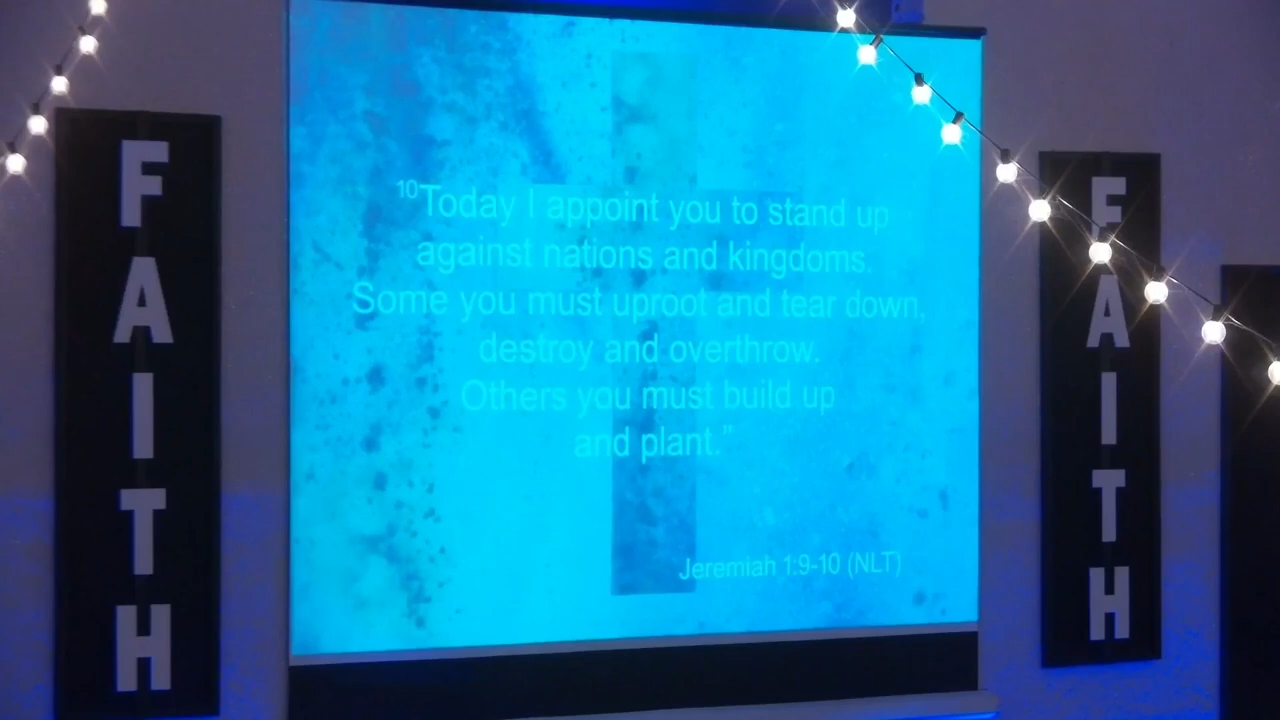 FAITH
¹⁰Today I appoint you to stand up
against nations and kingdoms.
Some you must uproot and tear down,
destroy and overthrow.
Others you must build up
and plant.”
Jeremiah 1:9-10 (NLT)
FAITH